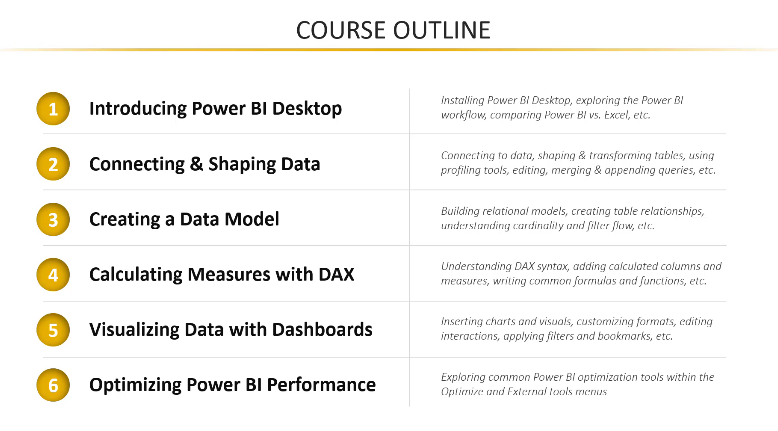 COURSE OUTLINE
1
Introducing Power BI Desktop
Installing Power BI Desktop, exploring the Power BI
workflow, comparing Power BI vs. Excel, etc.
2
Connecting & Shaping Data
Connecting to data, shaping & transforming tables, using
profiling tools, editing, merging & appending queries, etc.
3
Creating a Data Model
Building relational models, creating table relationships,
understanding cardinality and filter flow, etc.
4
Calculating Measures with DAX
Understanding DAX syntax, adding calculated columns and
measures, writing common formulas and functions, etc.
5
Visualizing Data with Dashboards
Inserting charts and visuals, customizing formats, editing
interactions, applying filters and bookmarks, etc.
6
Optimizing Power BI Performance
Exploring common Power BI optimization tools within the
Optimize and External tools menus